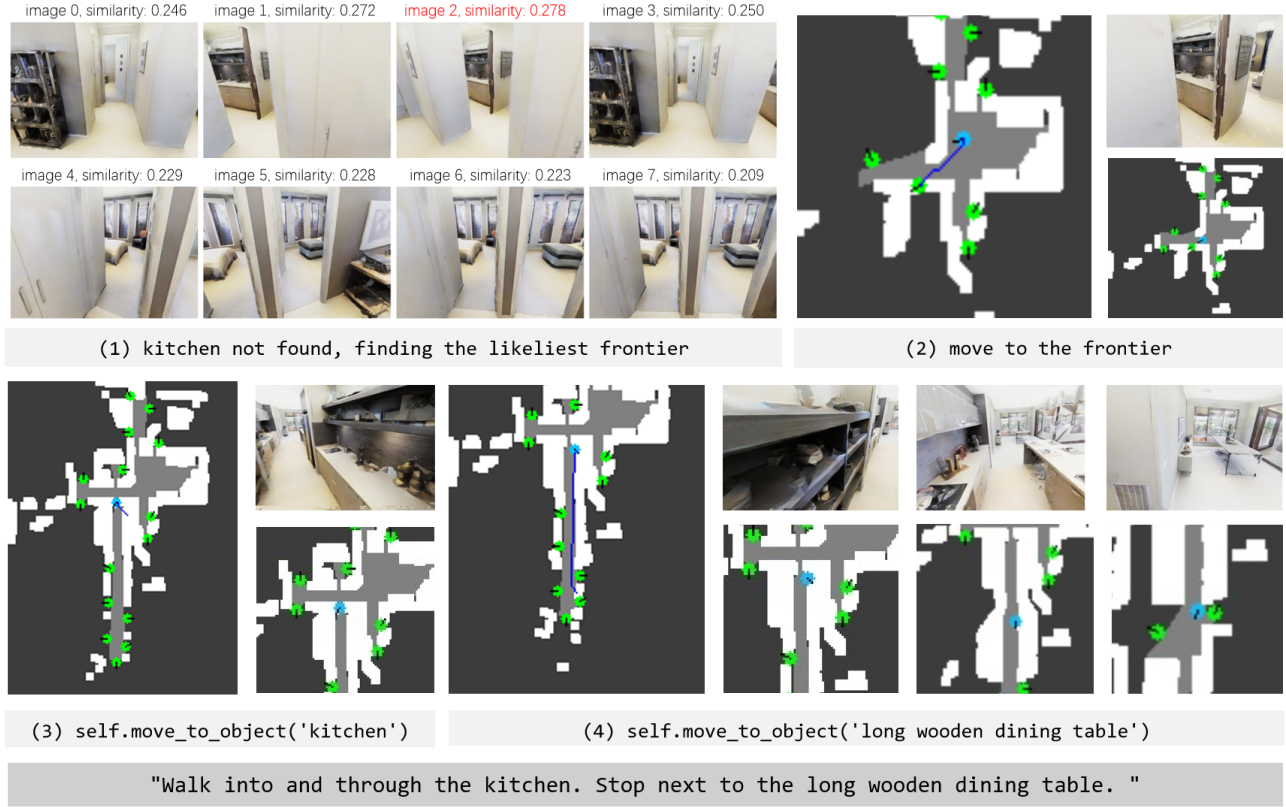 image 0, similarity: 0.246
image 1, similarity: 0.272
image 2, similarity: 0.278
image 3, similarity: 0.250
image 4, similarity: 0.229
image 5, similarity: 0.228
image 6, similarity: 0.223
image 7, similarity: 0.209
(1) kitchen not found, finding the likeliest frontier
(2) move to the frontier
(3) self.move_to_object('kitchen')
(4) self.move_to_object('long wooden dining table')
"Walk into and through the kitchen. Stop next to the long wooden dining table. "